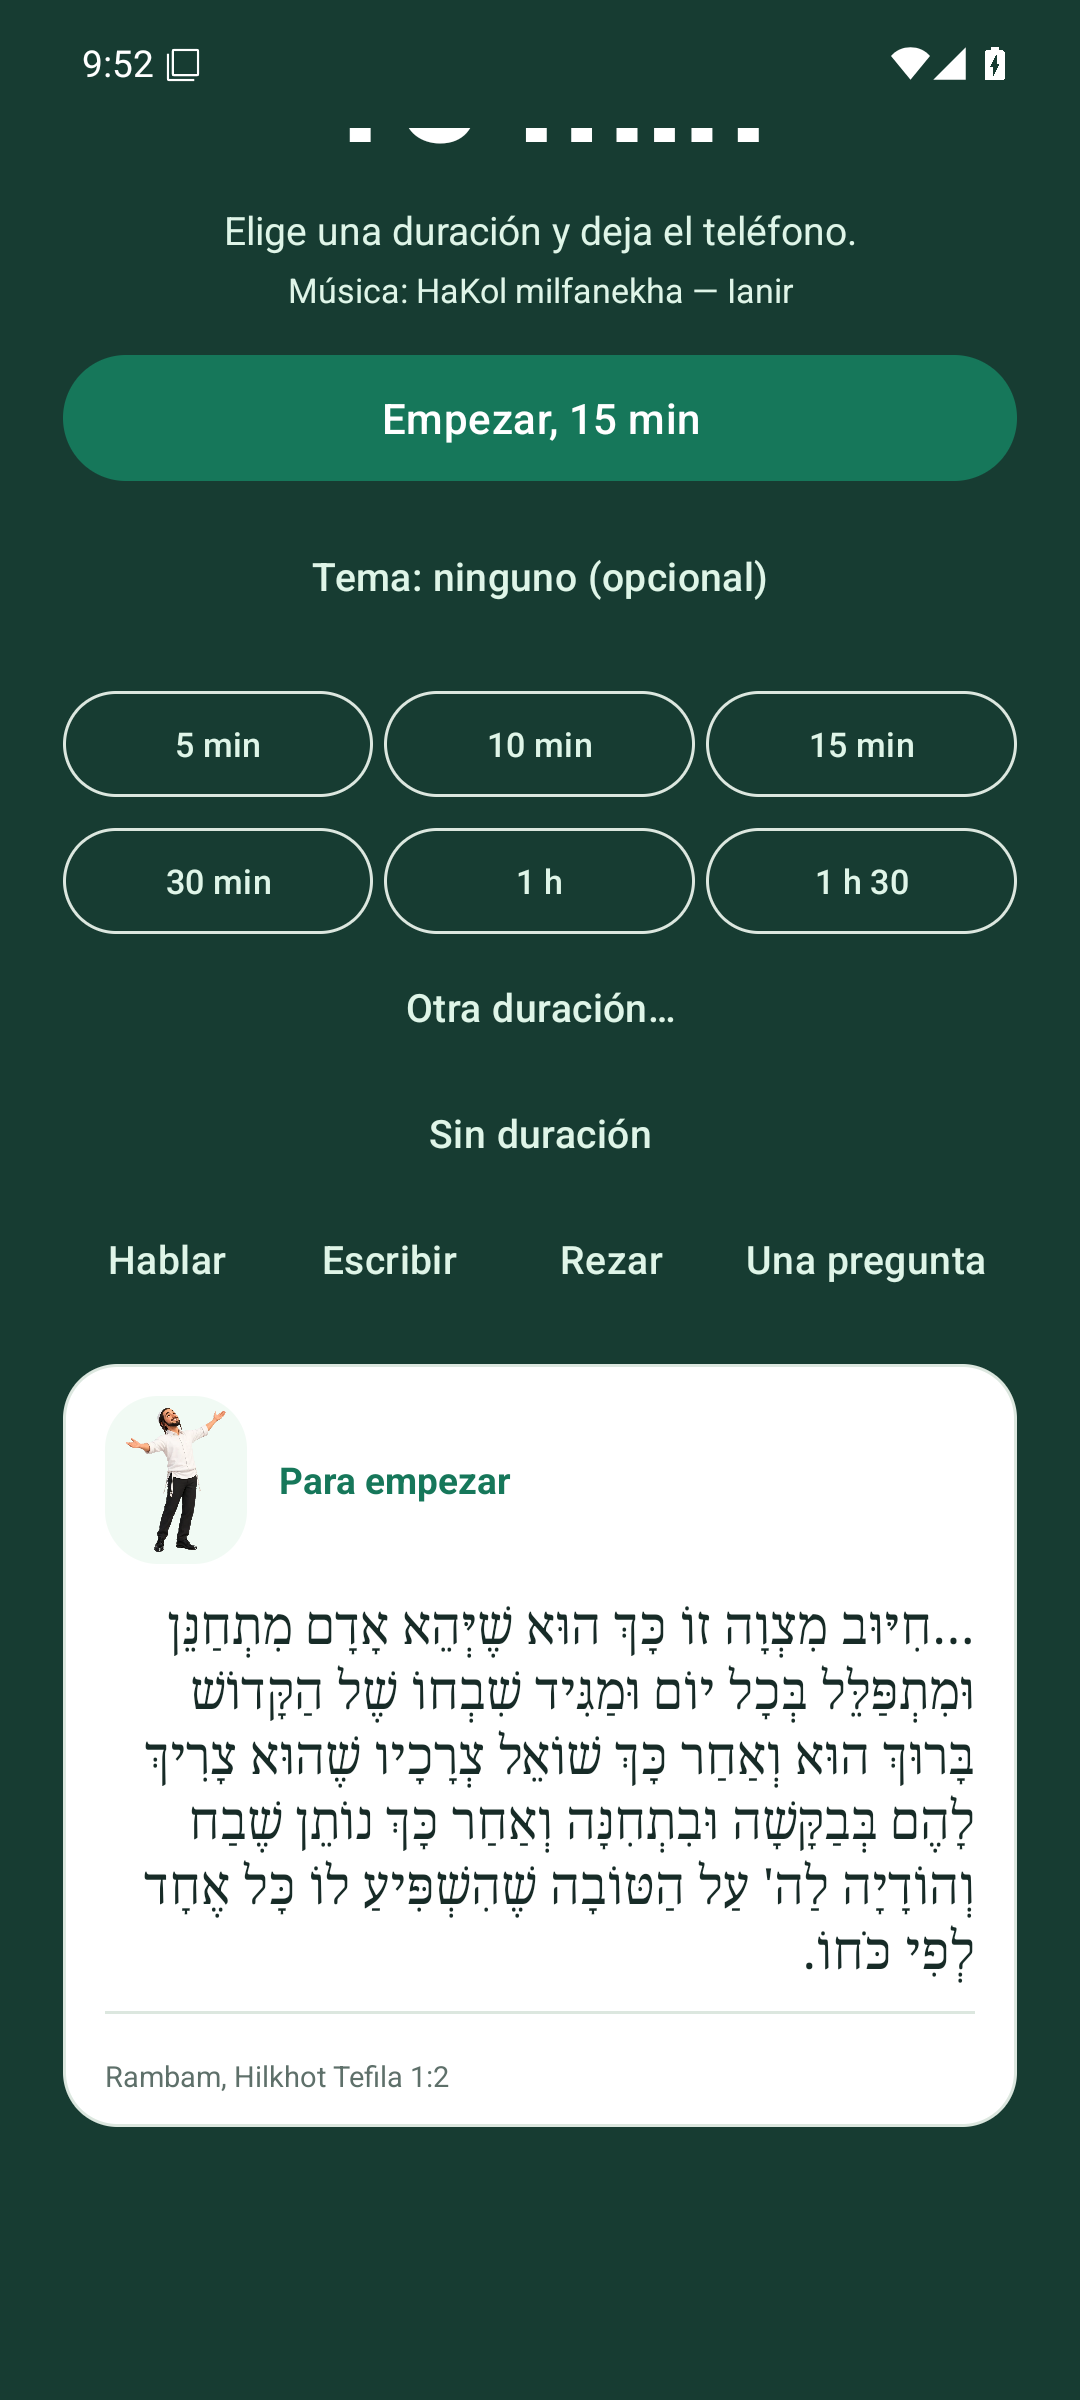 9:52
Elige una duración y deja el teléfono.
Música: HaKol milfanekha — Ianir
Empezar, 15 min
Tema: ninguno (opcional)
5 min
10 min
15 min
30 min
1 h
1 h 30
Otra duración…
Sin duración
Hablar
Escribir
Rezar
Una pregunta
Para empezar
…חִיּוּב מִצְוָה זוֹ כָּךְ הוּא שֶׁיְּהֵא אָדָם מִתְחַנֵּן
וּמִתְפַּלֵּל בְּכָל יוֹם וּמַגִּיד שִׁבְחוֹ שֶׁל הַקָּדוֹשׁ
בָּרוּךְ הוּא וְאַחַר כָּךְ שׁוֹאֵל צְרָכָיו שֶׁהוּא צָרִיךְ
לָהֶם בְּבַקָּשָׁה וּבִתְחִנָּה וְאַחַר כָּךְ נוֹתֵן שֶׁבַח
וְהוֹדָיָה לַה' עַל הַטּוֹבָה שֶׁהִשְׁפִּיעַ לוֹ כָּל אֶחָד
לְפִי כֹּחוֹ.
Rambam, Hilkhot Tefila 1:2